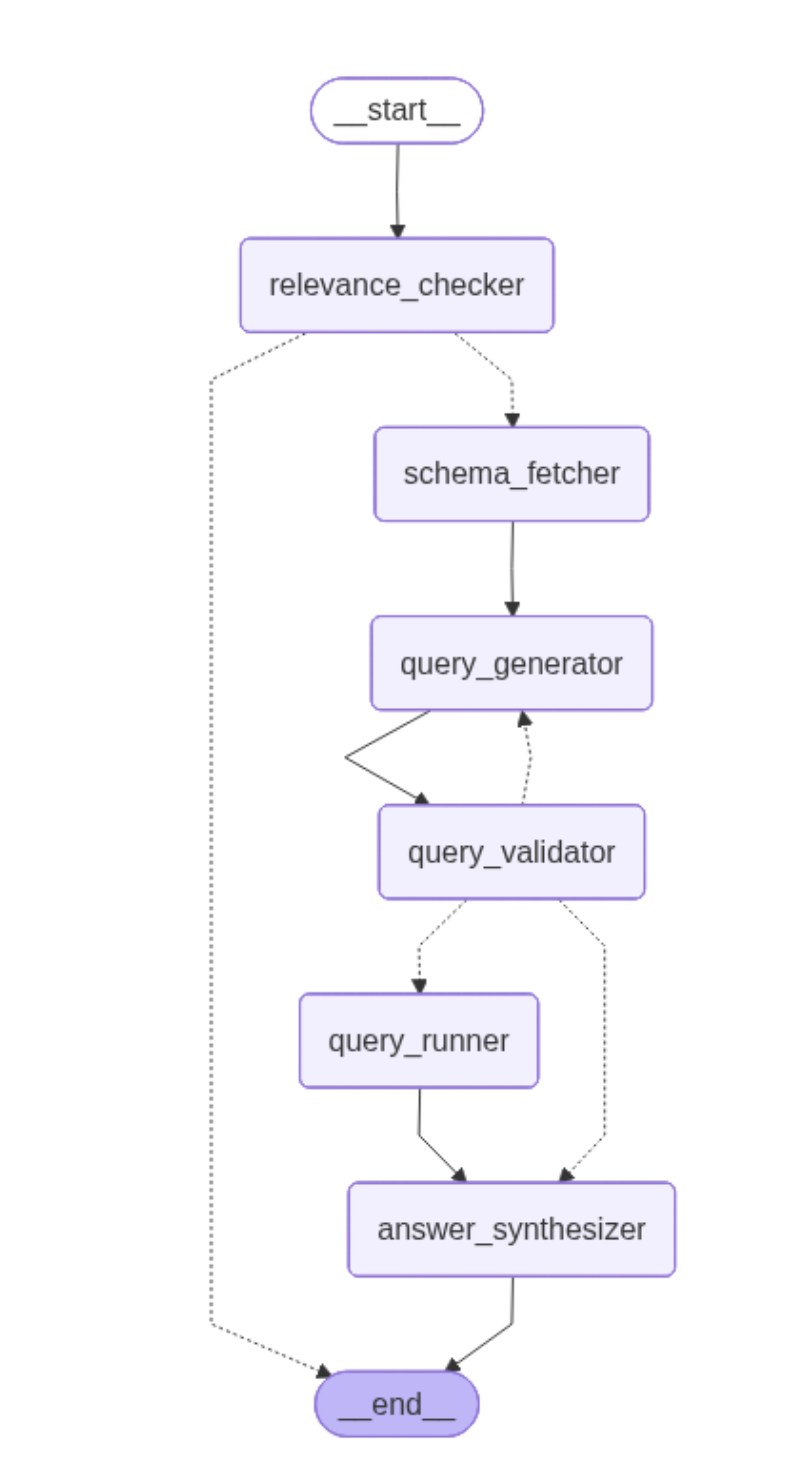 __start__
relevance_checker
schema_fetcher
query_generator
query_validator
query_runner
answer_synthesizer
__end__